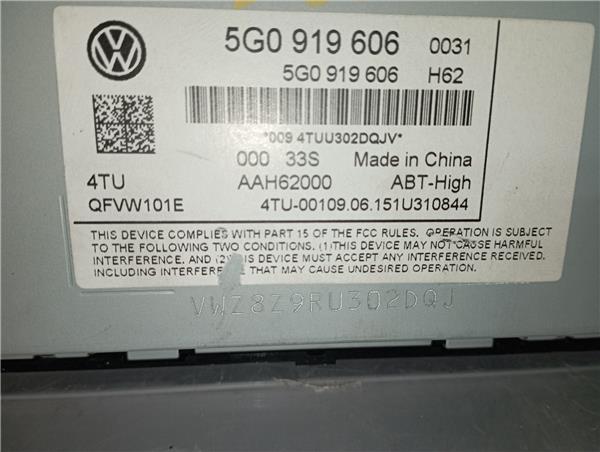 5G0 919 606 0031
5G0 919 606 H62
*009 4TUU302DQJV*
000 33S Made in China
4TU AAH62000 ABT-High
QFVW101E 4TU-00109.06.151U310844
THIS DEVICE COMPLIES WITH PART 15 OF THE FCC RULES. OPERATION IS SUBJECT
TO THE FOLLOWING TWO CONDITIONS. (1)THIS DEVICE MAY NOT CAUSE HARMFUL
INTERFERENCE. AND (2)THIS DEVICE MUST ACCEPT ANY INTERFERENCE RECEIVED.
INCLUDING INTERFERENCE THAT MAY CAUSE UNDESIRED OPERATION.
VWZ8Z9RU302DQJ